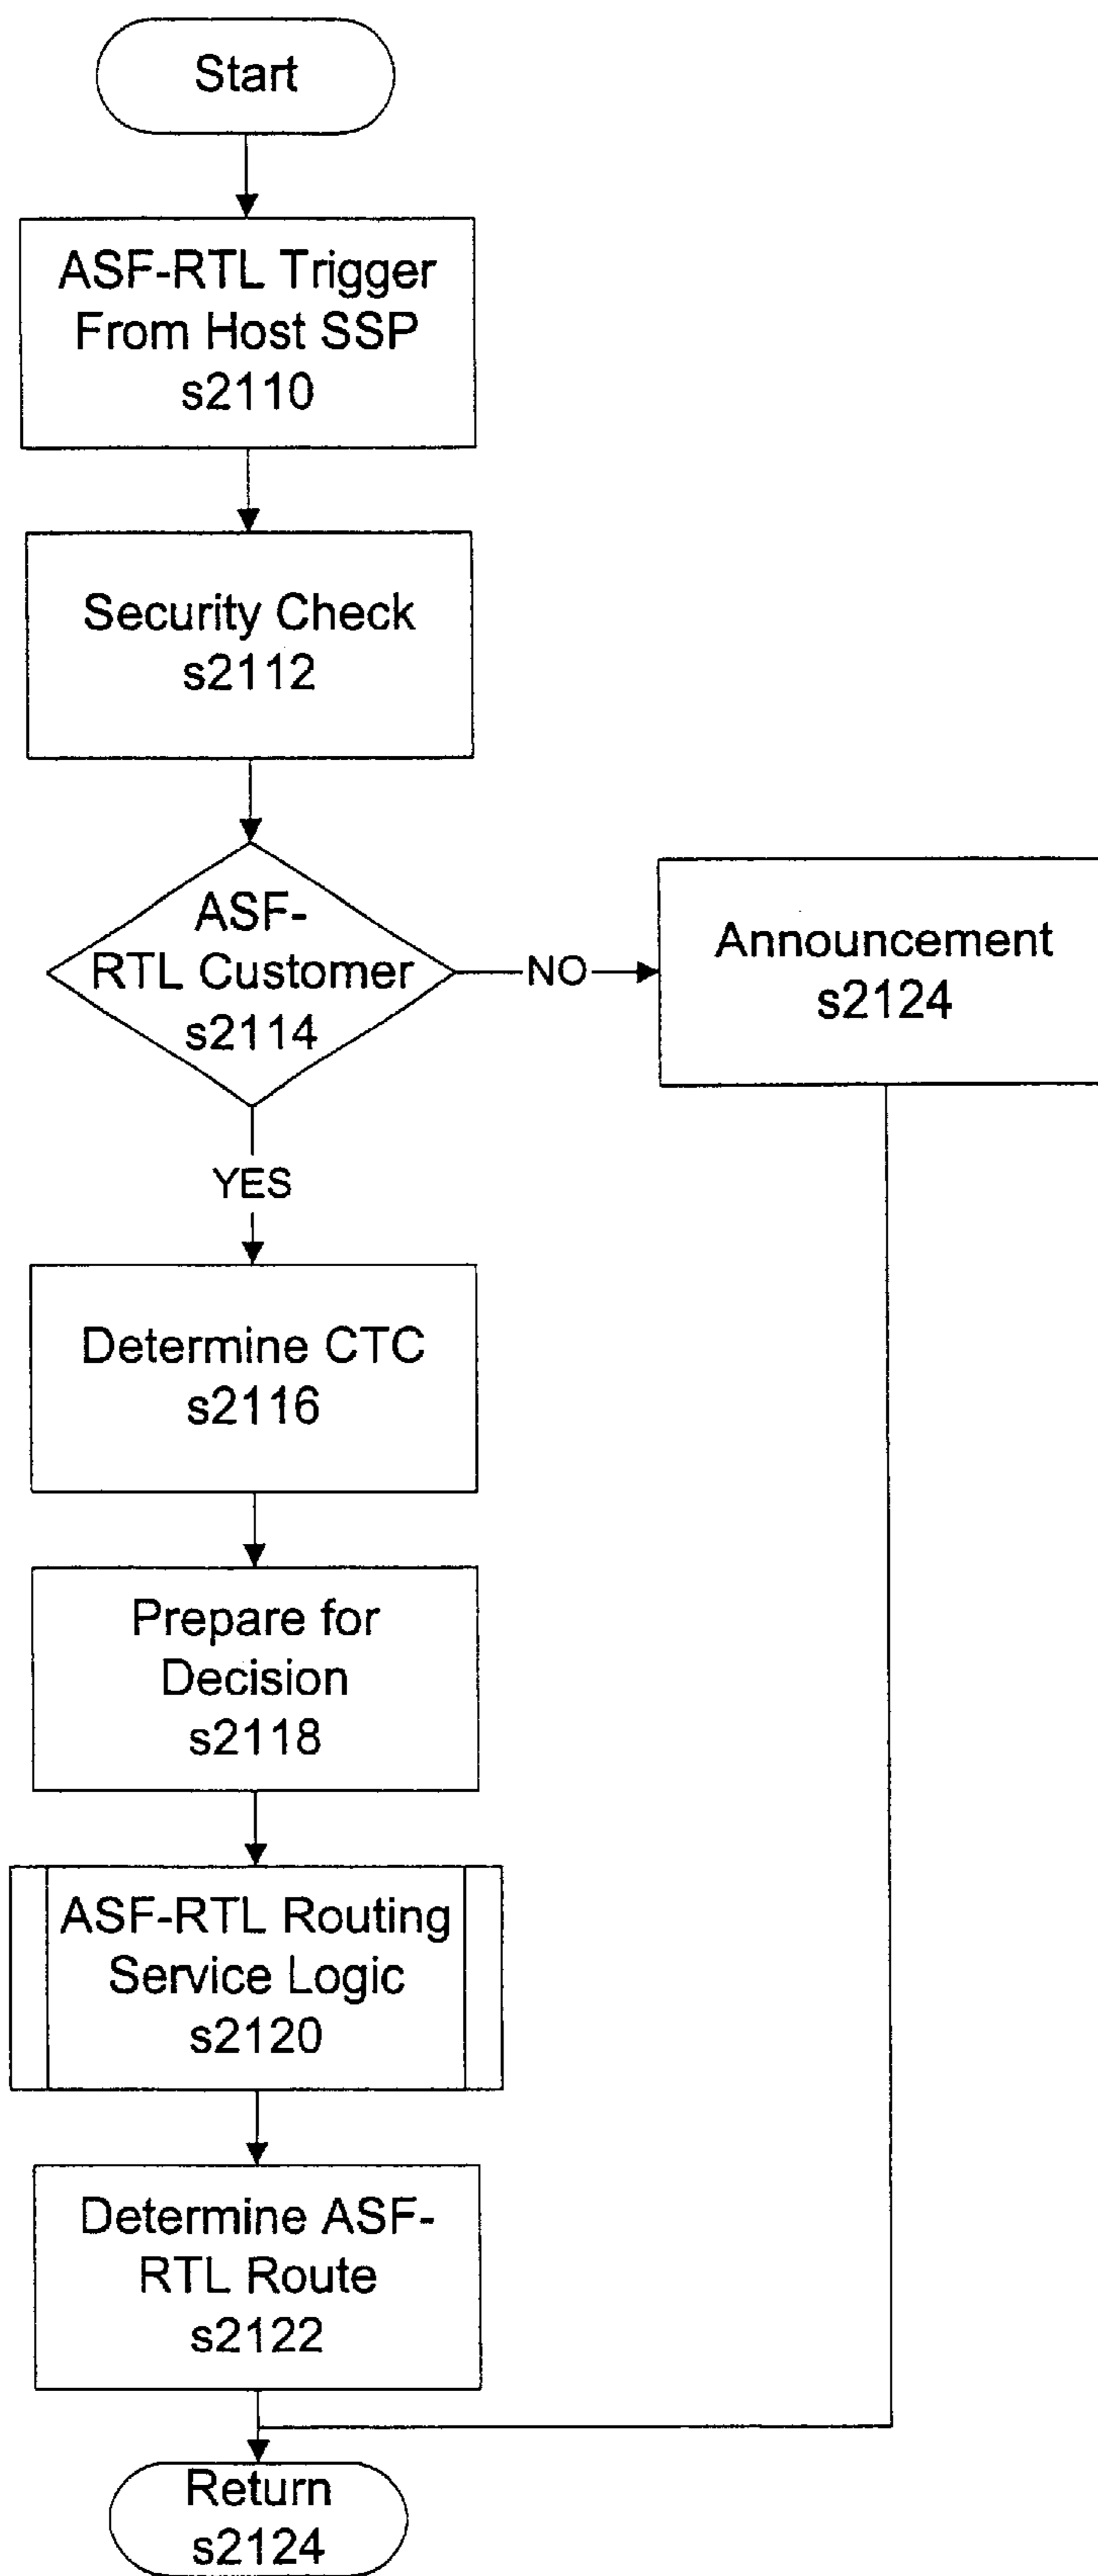 Start
ASF-RTL Trigger
From Host SSP
s2110
Security Check
s2112
ASF-
RTL Customer
s2114
NO
Announcement
s2124
YES
Determine CTC
s2116
Prepare for
Decision
s2118
ASF-RTL Routing
Service Logic
s2120
Determine ASF-
RTL Route
s2122
Return
s2124